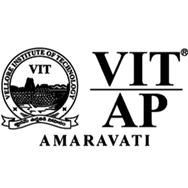 VELLORE INSTITUTE OF TECHNOLOGY
VIT
VIT®
AP
AMARAVATI